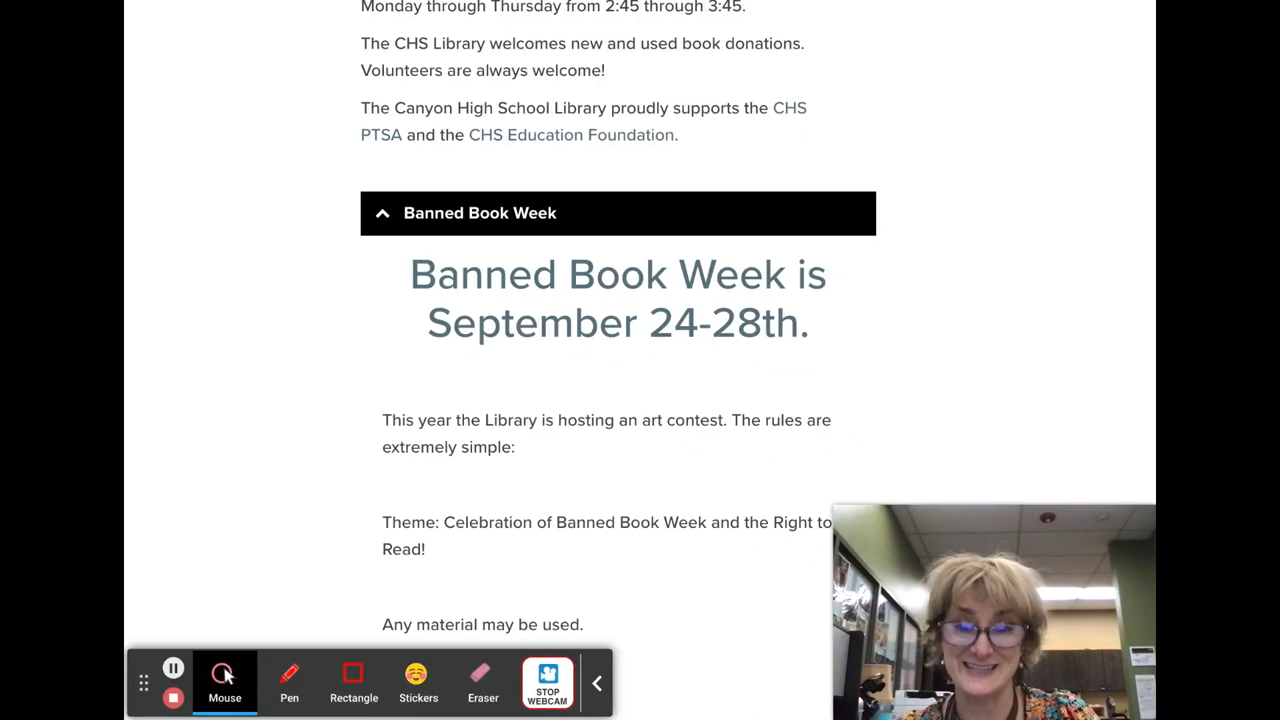 Monday through Thursday from 2:45 through 3:45.
The CHS Library welcomes new and used book donations.
Volunteers are always welcome!
The Canyon High School Library proudly supports the CHS
PTSA and the CHS Education Foundation.
Banned Book Week
Banned Book Week is
September 24-28th.
This year the Library is hosting an art contest. The rules are
extremely simple:
Theme: Celebration of Banned Book Week and the Right to
Read!
Any material may be used.
Mouse
Pen
Rectangle
Stickers
Eraser
STOP
WEBCAM